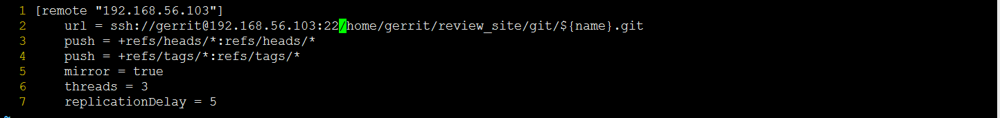 1 [remote "192.168.56.103"]
2     url = ssh://gerrit@192.168.56.103:22/home/gerrit/review_site/git/${name}.git
3     push = +refs/heads/*:refs/heads/*
4     push = +refs/tags/*:refs/tags/*
5     mirror = true
6     threads = 3
7     replicationDelay = 5
~